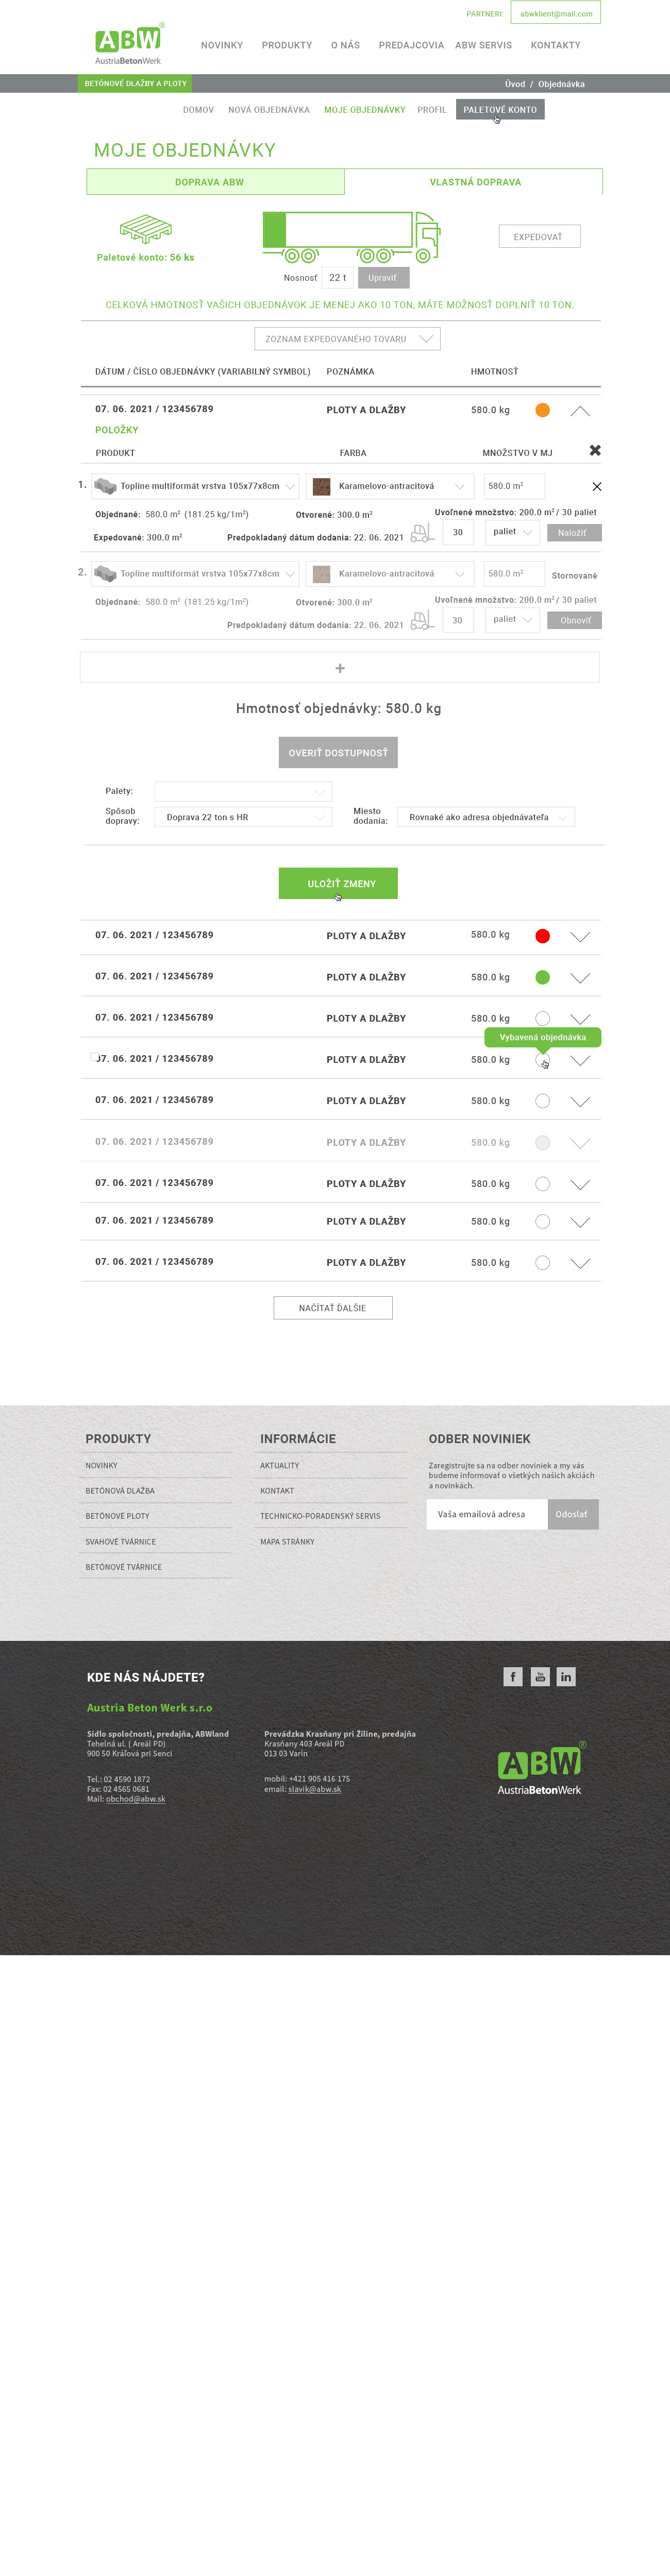 PARTNERI:
abwklient@mail.com
ABW ®
AustriaBetonWerk
NOVINKY PRODUKTY O NÁS PREDAJCOVIA ABW SERVIS KONTAKTY
BETÓNOVÉ DLAŽBY A PLOTY
Úvod / Objednávka
DOMOV NOVÁ OBJEDNÁVKA MOJE OBJEDNÁVKY PROFIL PALETOVÉ KONTO
MOJE OBJEDNÁVKY
DOPRAVA ABW VLASTNÁ DOPRAVA
EXPEDOVAŤ
Paletové konto: 56 ks
Nosnosť 22 t Upraviť
CELKOVÁ HMOTNOSŤ VAŠICH OBJEDNÁVOK JE MENEJ AKO 10 TON, MÁTE MOŽNOSŤ DOPLNIŤ 10 TON.
ZOZNAM EXPEDOVANÉHO TOVARU
DÁTUM / ČÍSLO OBJEDNÁVKY (VARIABILNÝ SYMBOL) POZNÁMKA HMOTNOSŤ
07. 06. 2021 / 123456789 PLOTY A DLAŽBY 580.0 kg
POLOŽKY
PRODUKT FARBA MNOŽSTVO V MJ
1. Topline multiformát vrstva 105x77x8cm Karamelovo-antracitová 580.0 m²
Objednané: 580.0 m² (181.25 kg/1m²) Otvorené: 300.0 m² Uvoľnené množstvo: 200.0 m² / 30 paliet
Expedované: 300.0 m² Predpokladaný dátum dodania: 22. 06. 2021 30 paliet Naložiť
2. Topline multiformát vrstva 105x77x8cm Karamelovo-antracitová 580.0 m² Stornované
Objednané: 580.0 m² (181.25 kg/1m²) Otvorené: 300.0 m² Uvoľnené množstvo: 200.0 m² / 30 paliet
Predpokladaný dátum dodania: 22. 06. 2021 30 paliet Obnoviť
+
Hmotnosť objednávky: 580.0 kg
OVERIŤ DOSTUPNOSŤ
Palety:
Spôsob
dopravy:
Doprava 22 ton s HR
Miesto
dodania:
Rovnaké ako adresa objednávateľa
ULOŽIŤ ZMENY
07. 06. 2021 / 123456789 PLOTY A DLAŽBY 580.0 kg
07. 06. 2021 / 123456789 PLOTY A DLAŽBY 580.0 kg
07. 06. 2021 / 123456789 PLOTY A DLAŽBY 580.0 kg
Vybavená objednávka
07. 06. 2021 / 123456789 PLOTY A DLAŽBY 580.0 kg
07. 06. 2021 / 123456789 PLOTY A DLAŽBY 580.0 kg
07. 06. 2021 / 123456789 PLOTY A DLAŽBY 580.0 kg
07. 06. 2021 / 123456789 PLOTY A DLAŽBY 580.0 kg
07. 06. 2021 / 123456789 PLOTY A DLAŽBY 580.0 kg
07. 06. 2021 / 123456789 PLOTY A DLAŽBY 580.0 kg
NAČÍTAŤ ĎALŠIE
PRODUKTY
NOVINKY
BETÓNOVÁ DLAŽBA
BETÓNOVÉ PLOTY
SVAHOVÉ TVÁRNICE
BETÓNOVÉ TVÁRNICE
INFORMÁCIE
AKTUALITY
KONTAKT
TECHNICKO-PORADENSKÝ SERVIS
MAPA STRÁNKY
ODBER NOVINIEK
Zaregistrujte sa na odber noviniek a my vás
budeme informovať o všetkých našich akciách
a novinkách.
Vaša emailová adresa Odoslať
KDE NÁS NÁJDETE?
Austria Beton Werk s.r.o
Sídlo spoločnosti, predajňa, ABWland
Tehelná ul. ( Areál PD)
900 50 Kráľová pri Senci
Tel.: 02 4590 1872
Fax: 02 4565 0681
Mail: obchod@abw.sk
Prevádzka Krasňany pri Žiline, predajňa
Krasňany 403 Areál PD
013 03 Varín
mobil: +421 905 416 175
email: slavik@abw.sk
f You Tube in
ABW ®
AustriaBetonWerk